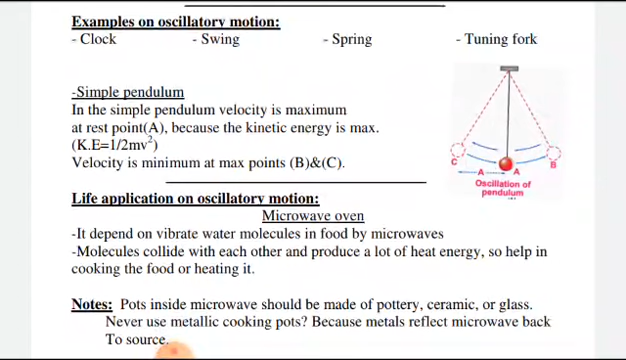 Examples on oscillatory motion:
- Clock - Swing - Spring - Tuning fork
-Simple pendulum
In the simple pendulum velocity is maximum
at rest point(A), because the kinetic energy is max.
(K.E=1/2mv²)
Velocity is minimum at max points (B)&(C).
C B
A A
Oscillation of
pendulum
Life application on oscillatory motion:
Microwave oven
-It depend on vibrate water molecules in food by microwaves
-Molecules collide with each other and produce a lot of heat energy, so help in
cooking the food or heating it.
Notes: Pots inside microwave should be made of pottery, ceramic, or glass.
Never use metallic cooking pots? Because metals reflect microwave back
To source.